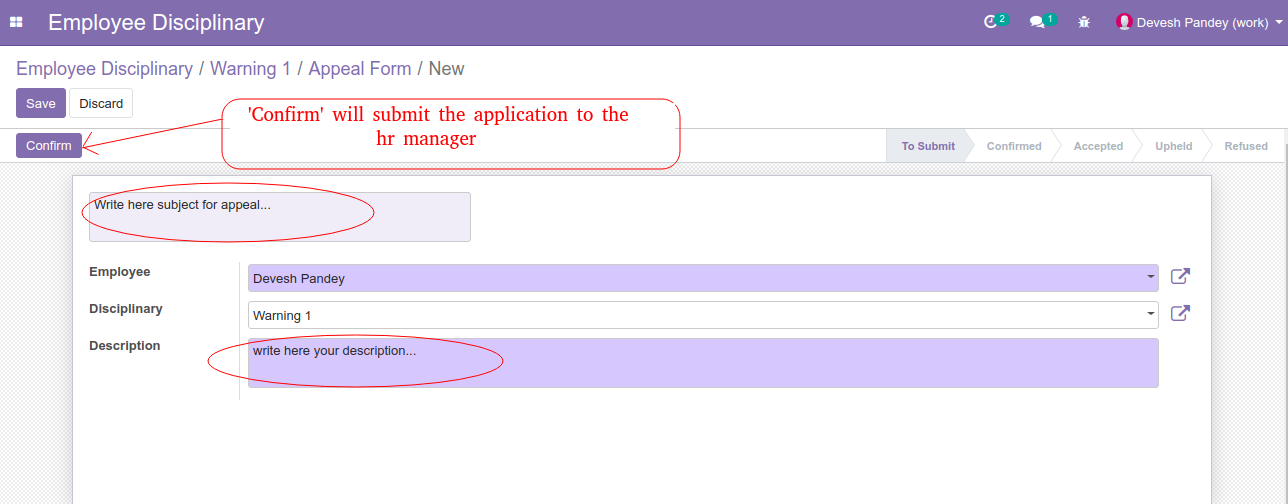 Employee Disciplinary
2
1
Devesh Pandey (work)
Employee Disciplinary / Warning 1 / Appeal Form / New
Save
Discard
'Confirm' will submit the application to the
hr manager
Confirm
To Submit
Confirmed
Accepted
Upheld
Refused
Write here subject for appeal...
Employee
Devesh Pandey
Disciplinary
Warning 1
Description
write here your description...